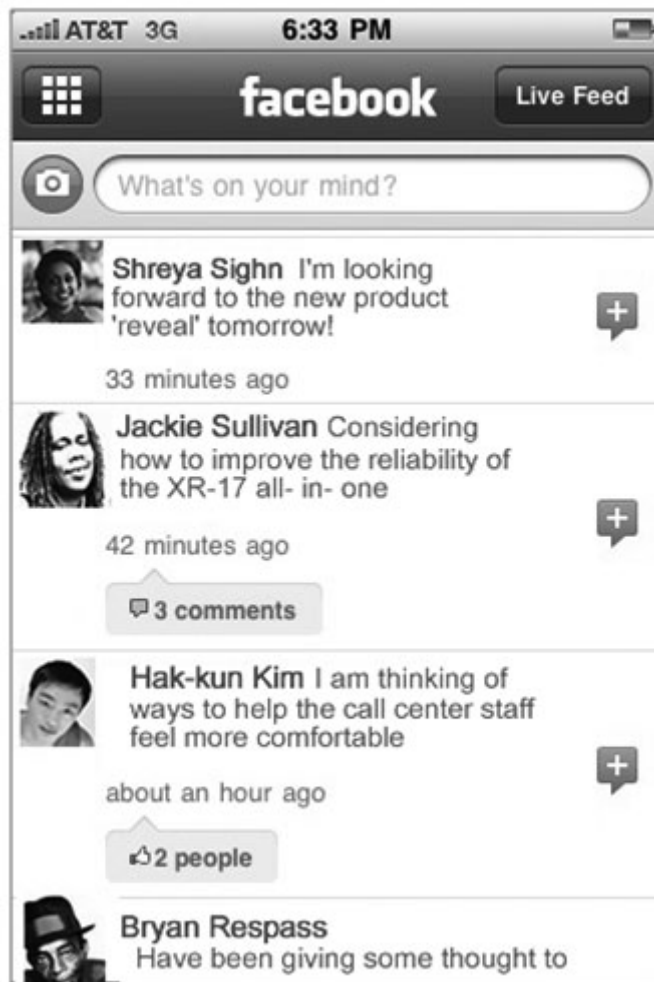 AT&T 3G 6:33 PM
facebook Live Feed
What's on your mind?
Shreya Sighn I'm looking
forward to the new product
'reveal' tomorrow!
33 minutes ago
Jackie Sullivan Considering
how to improve the reliability of
the XR-17 all- in- one
42 minutes ago
3 comments
Hak-kun Kim I am thinking of
ways to help the call center staff
feel more comfortable
about an hour ago
2 people
Bryan Respass
Have been giving some thought to